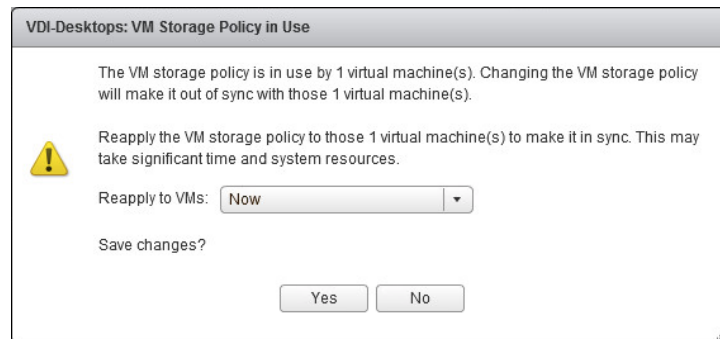 VDI-Desktops: VM Storage Policy in Use
The VM storage policy is in use by 1 virtual machine(s). Changing the VM storage policy
will make it out of sync with those 1 virtual machine(s).
Reapply the VM storage policy to those 1 virtual machine(s) to make it in sync. This may
take significant time and system resources.
Reapply to VMs: Now
Save changes?
Yes No